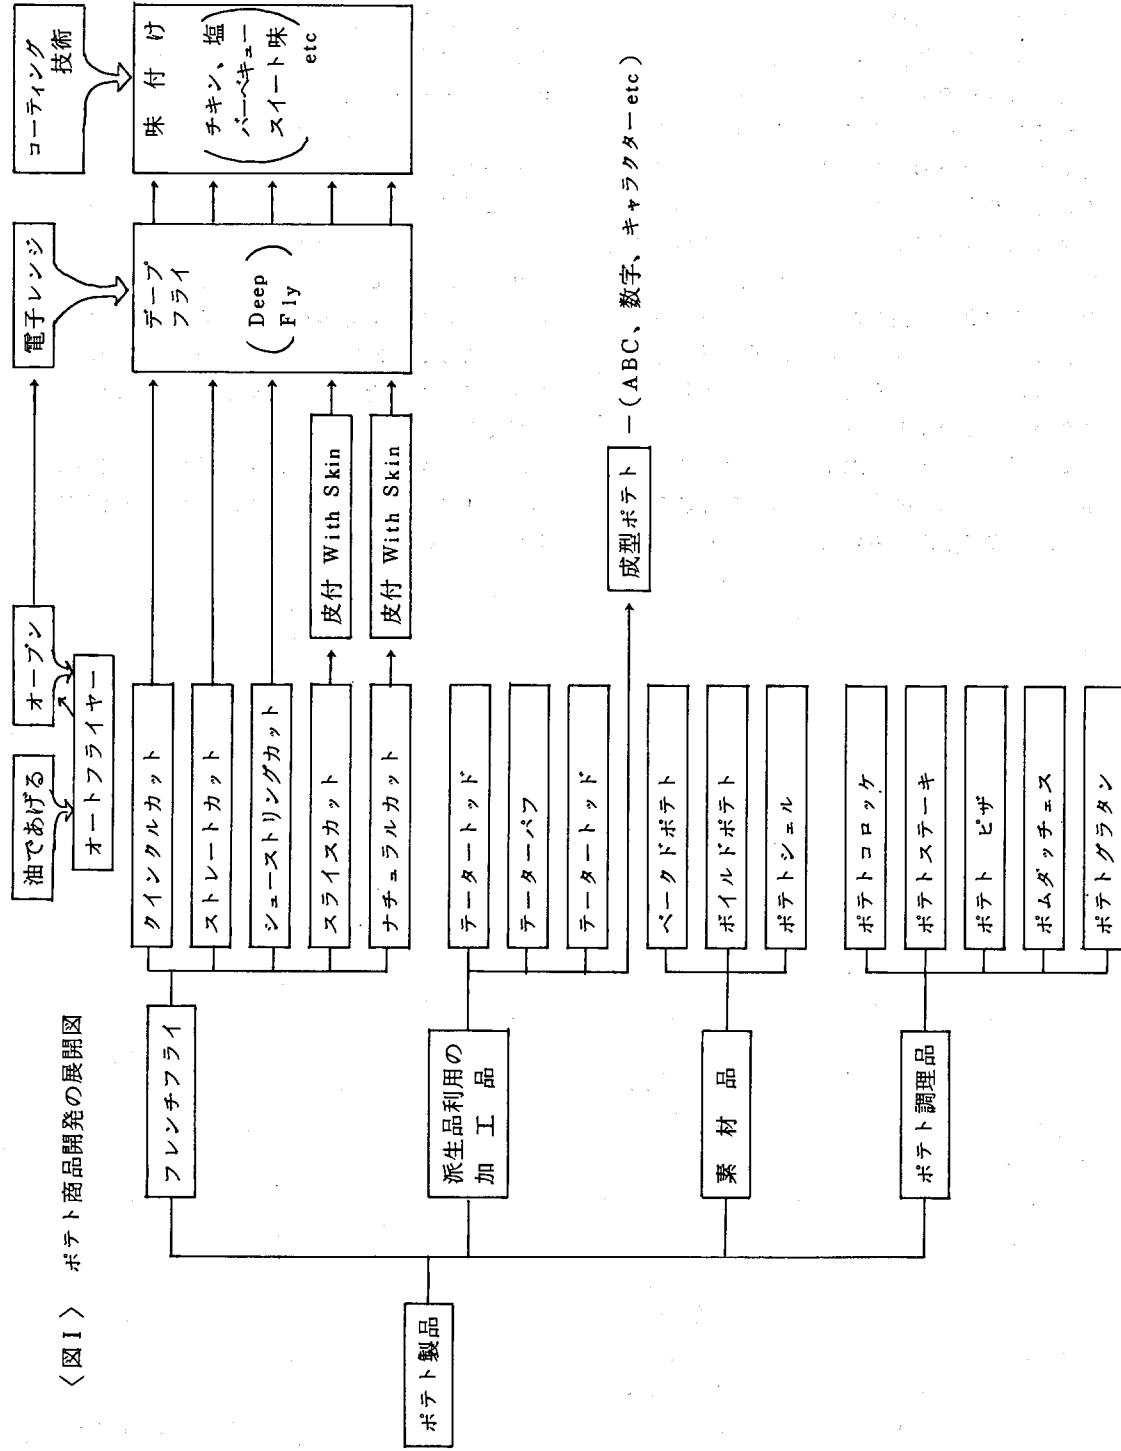 〈図1〉 ポテト商品開発の展開図
油であげる
オーブン
電子レンジ
コーティング
技術
オートフライヤー
ポテト製品
フレンチフライ
クインクルカット
ストレートカット
シューストリングカット
スライスカット
皮付 With Skin
ナチュラルカット
皮付 With Skin
デープ
フライ
(Deep
Fly)
味付け
(チキン、塩
バーベキュー
スイート味)
etc
派生品利用の
加工品
テータートッド
テーターパフ
テータートッド
成型ポテト
―(ABC、数字、キャラクターetc)
素材品
ベークドポテト
ボイルドポテト
ポテトシェル
ポテト調理品
ポテトコロッケ
ポテトステーキ
ポテト ピザ
ポムダッチェス
ポテトグラタン